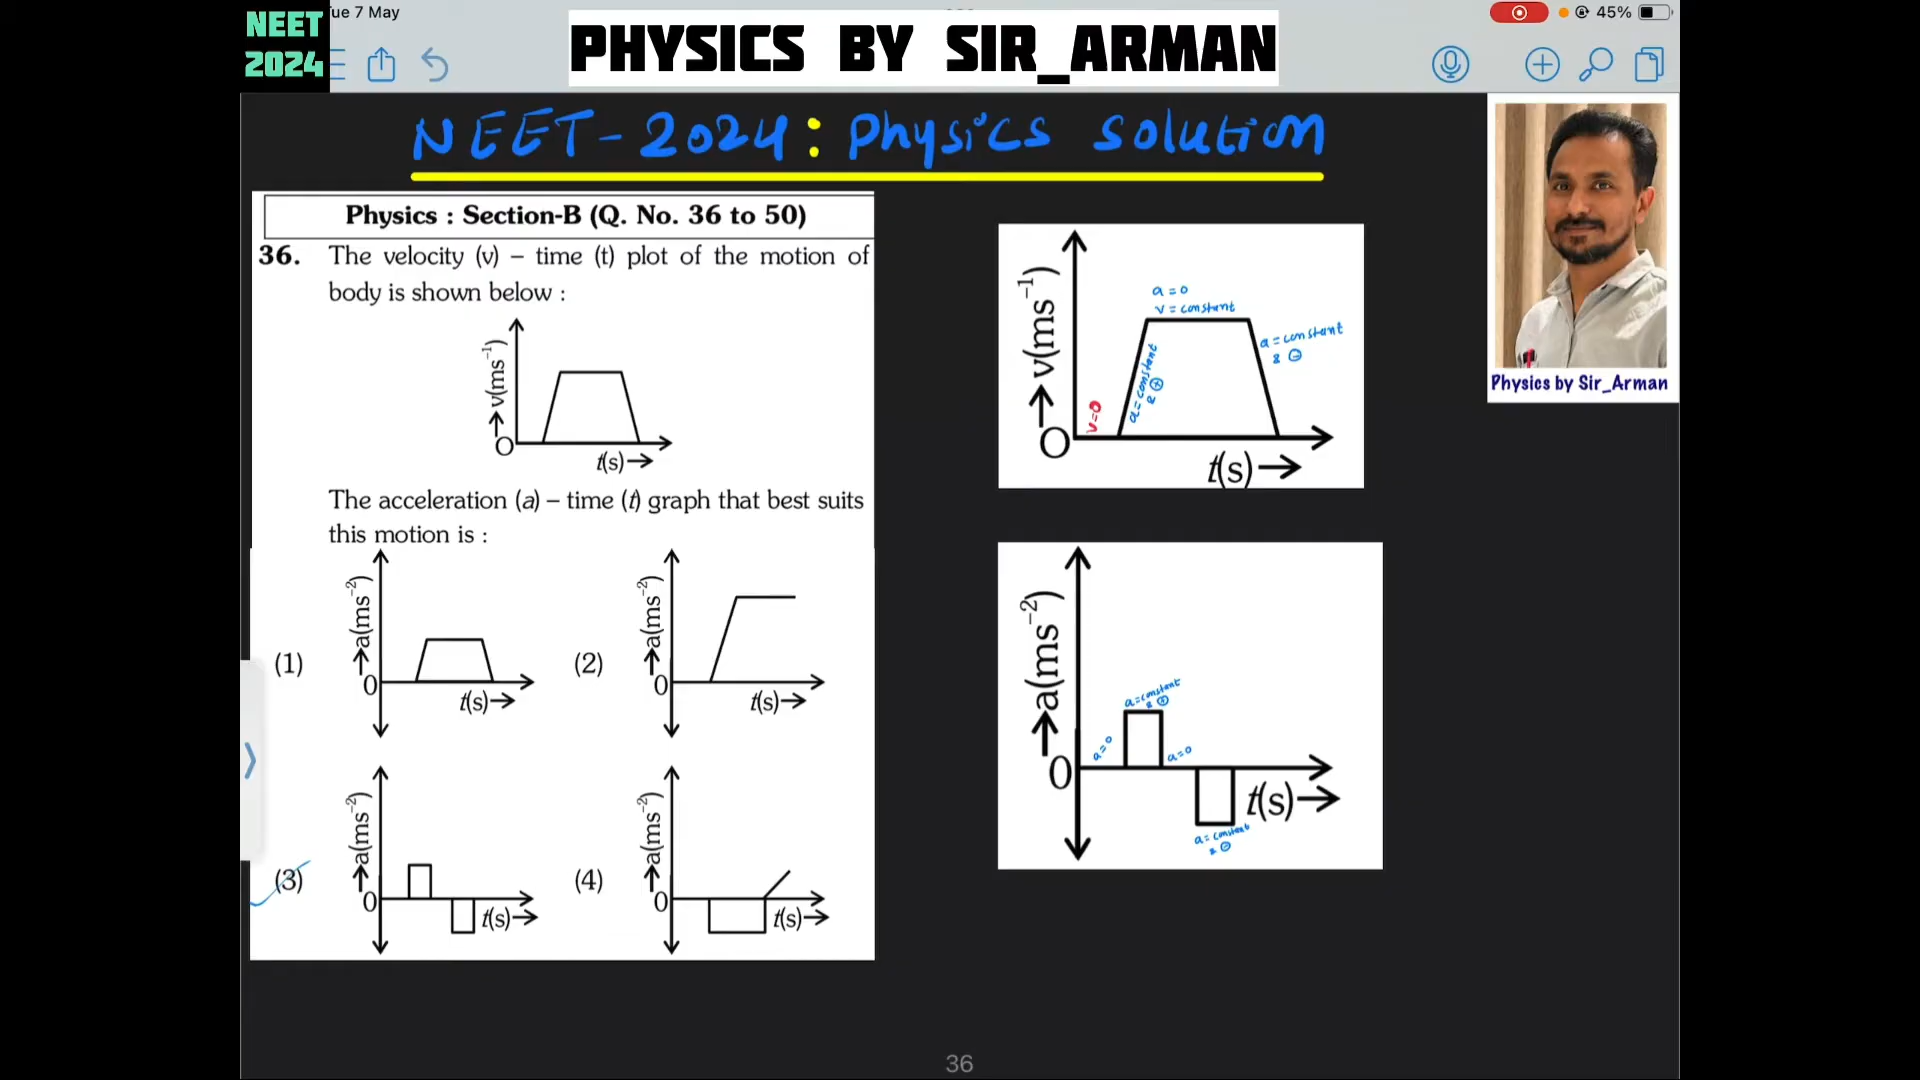 NEET
2024
Tue 7 May
PHYSICS BY SIR_ARMAN
45%
NEET-2024: Physics solution
Physics : Section-B (Q. No. 36 to 50)
36. The velocity (v) – time (t) plot of the motion of
body is shown below :
v(ms⁻¹)
O
t(s)
The acceleration (a) – time (t) graph that best suits
this motion is :
(1)
a(ms⁻²)
0
t(s)
(2)
a(ms⁻²)
0
t(s)
(3)
a(ms⁻²)
0
t(s)
(4)
a(ms⁻²)
0
t(s)
v(ms⁻¹)
a = 0
v = constant
a = constant
& ⊖
a = constant
& ⊕
v=0
O
t(s)
a(ms⁻²)
a=constant
& ⊕
a=0
a=0
0
t(s)
a = constant
& ⊖
Physics by Sir_Arman
36